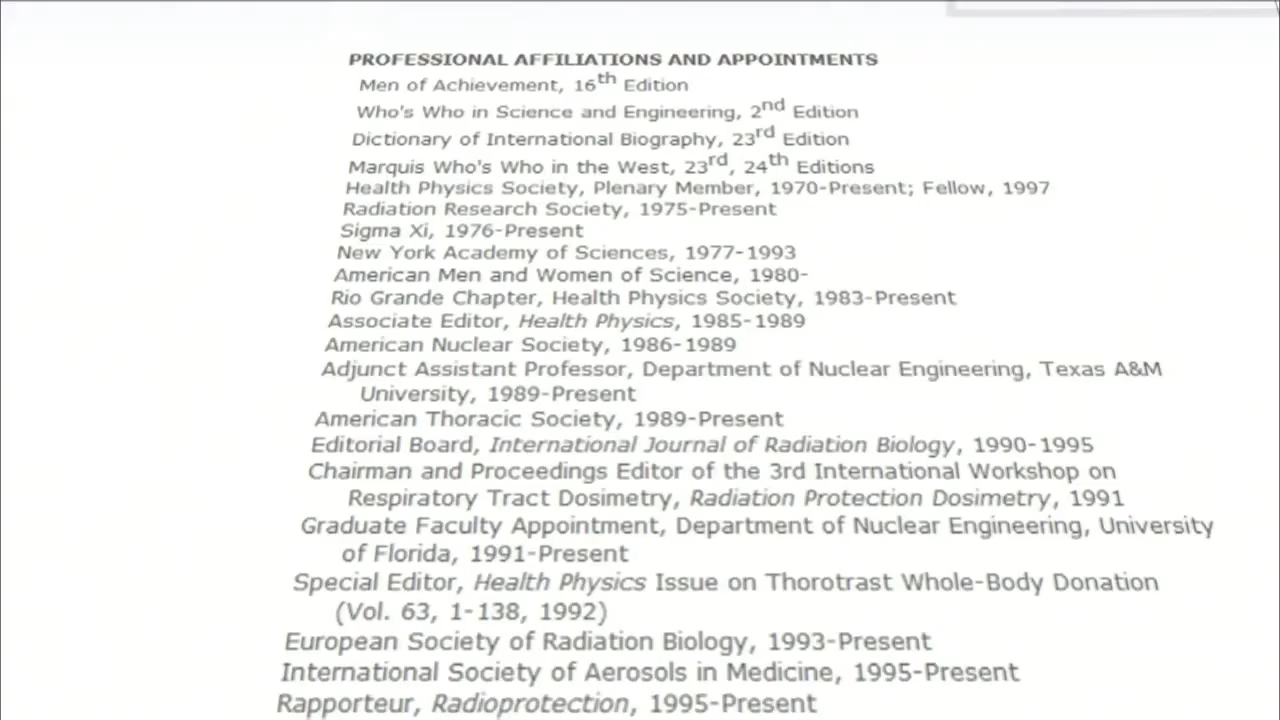 PROFESSIONAL AFFILIATIONS AND APPOINTMENTS
Men of Achievement, 16th Edition
Who's Who in Science and Engineering, 2nd Edition
Dictionary of International Biography, 23rd Edition
Marquis Who's Who in the West, 23rd, 24th Editions
Health Physics Society, Plenary Member, 1970-Present; Fellow, 1997
Radiation Research Society, 1975-Present
Sigma Xi, 1976-Present
New York Academy of Sciences, 1977-1993
American Men and Women of Science, 1980-
Rio Grande Chapter, Health Physics Society, 1983-Present
Associate Editor, Health Physics, 1985-1989
American Nuclear Society, 1986-1989
Adjunct Assistant Professor, Department of Nuclear Engineering, Texas A&M
University, 1989-Present
American Thoracic Society, 1989-Present
Editorial Board, International Journal of Radiation Biology, 1990-1995
Chairman and Proceedings Editor of the 3rd International Workshop on
Respiratory Tract Dosimetry, Radiation Protection Dosimetry, 1991
Graduate Faculty Appointment, Department of Nuclear Engineering, University
of Florida, 1991-Present
Special Editor, Health Physics Issue on Thorotrast Whole-Body Donation
(Vol. 63, 1-138, 1992)
European Society of Radiation Biology, 1993-Present
International Society of Aerosols in Medicine, 1995-Present
Rapporteur, Radioprotection, 1995-Present